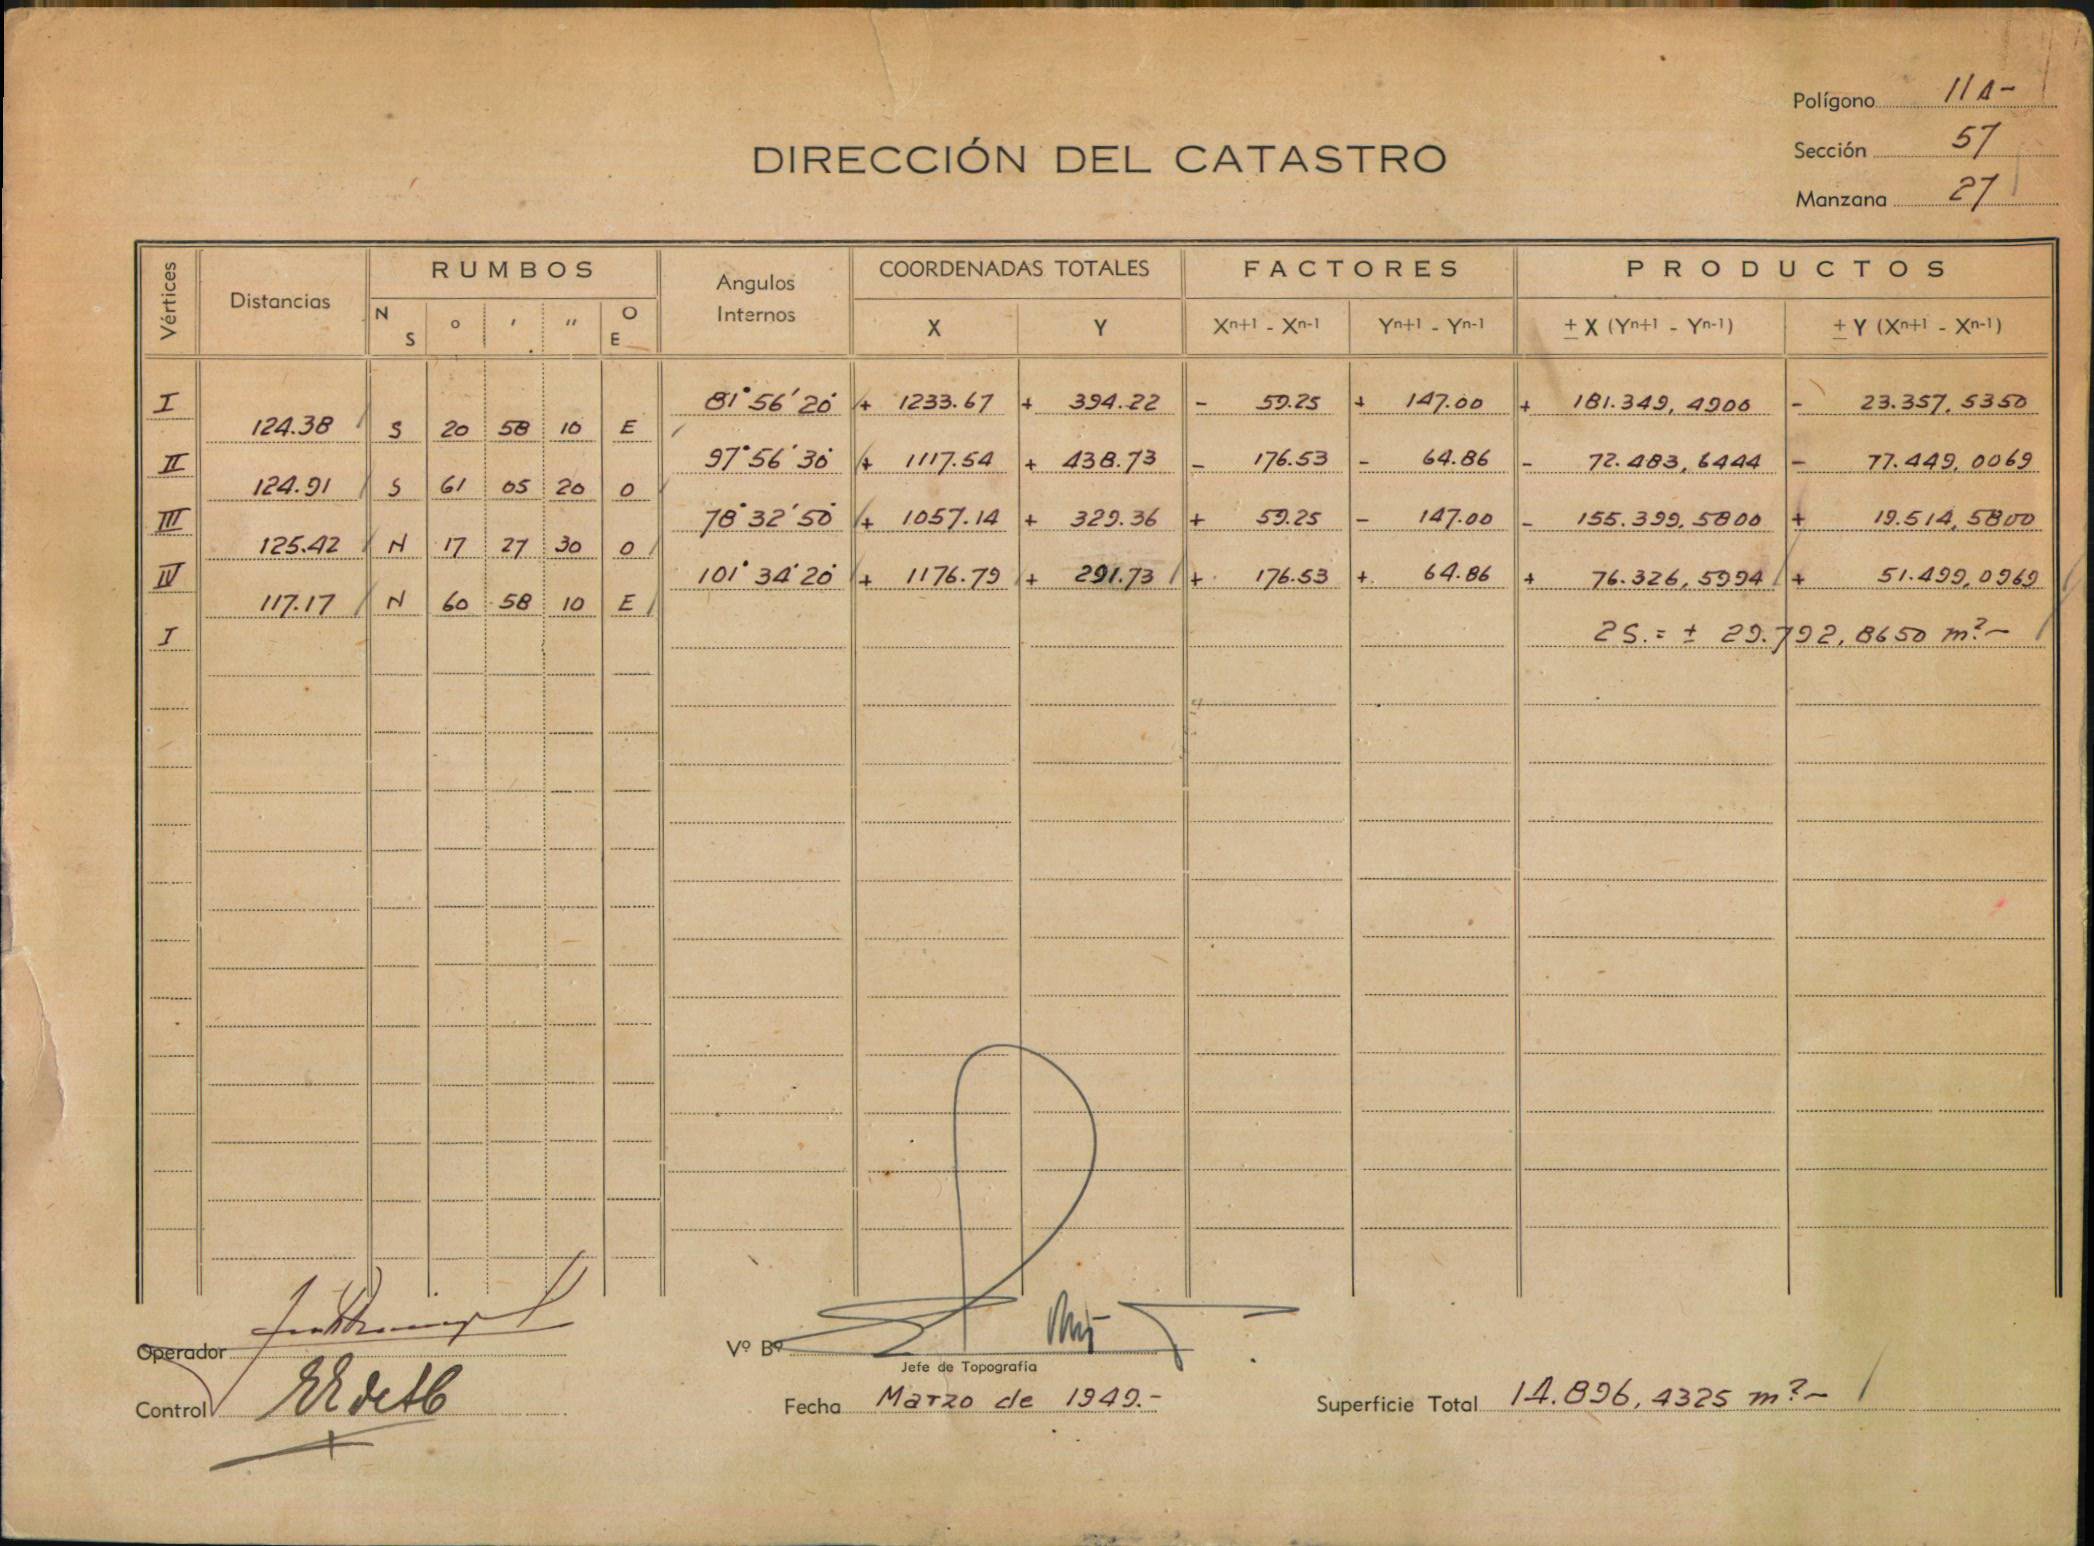 Polígono 11A-
DIRECCIÓN DEL CATASTRO
Sección 57
Manzana 27
Vértices Distancias RUMBOS Angulos Internos COORDENADAS TOTALES FACTORES PRODUCTOS
N S ° ' '' O E X Y Xn+1 - Xn-1 Yn+1 - Yn-1 ± X (Yn+1 - Yn-1) ± Y (Xn+1 - Xn-1)
I 81°56'20" + 1233.67 + 394.22 - 59.25 + 147.00 + 181.349,4900 - 23.357,5350
124.38 S 20 58 10 E
II 97°56'30" + 1117.54 + 438.73 - 176.53 - 64.86 - 72.483,6444 - 77.449,0069
124.91 S 61 05 20 O
III 78°32'50" + 1057.14 + 329.36 + 59.25 - 147.00 - 155.399,5800 + 19.514,5800
125.42 N 17 27 30 O
IV 101°34'20" + 1176.79 + 291.73 + 176.53 + 64.86 + 76.326,5994 + 51.499,0969
117.17 N 60 58 10 E
I 2S.= ± 29.792,8650 m².-
Operador
Vº Bº
Jefe de Topografía
Control
Fecha Marzo de 1949.-
Superficie Total 14.896,4325 m².-